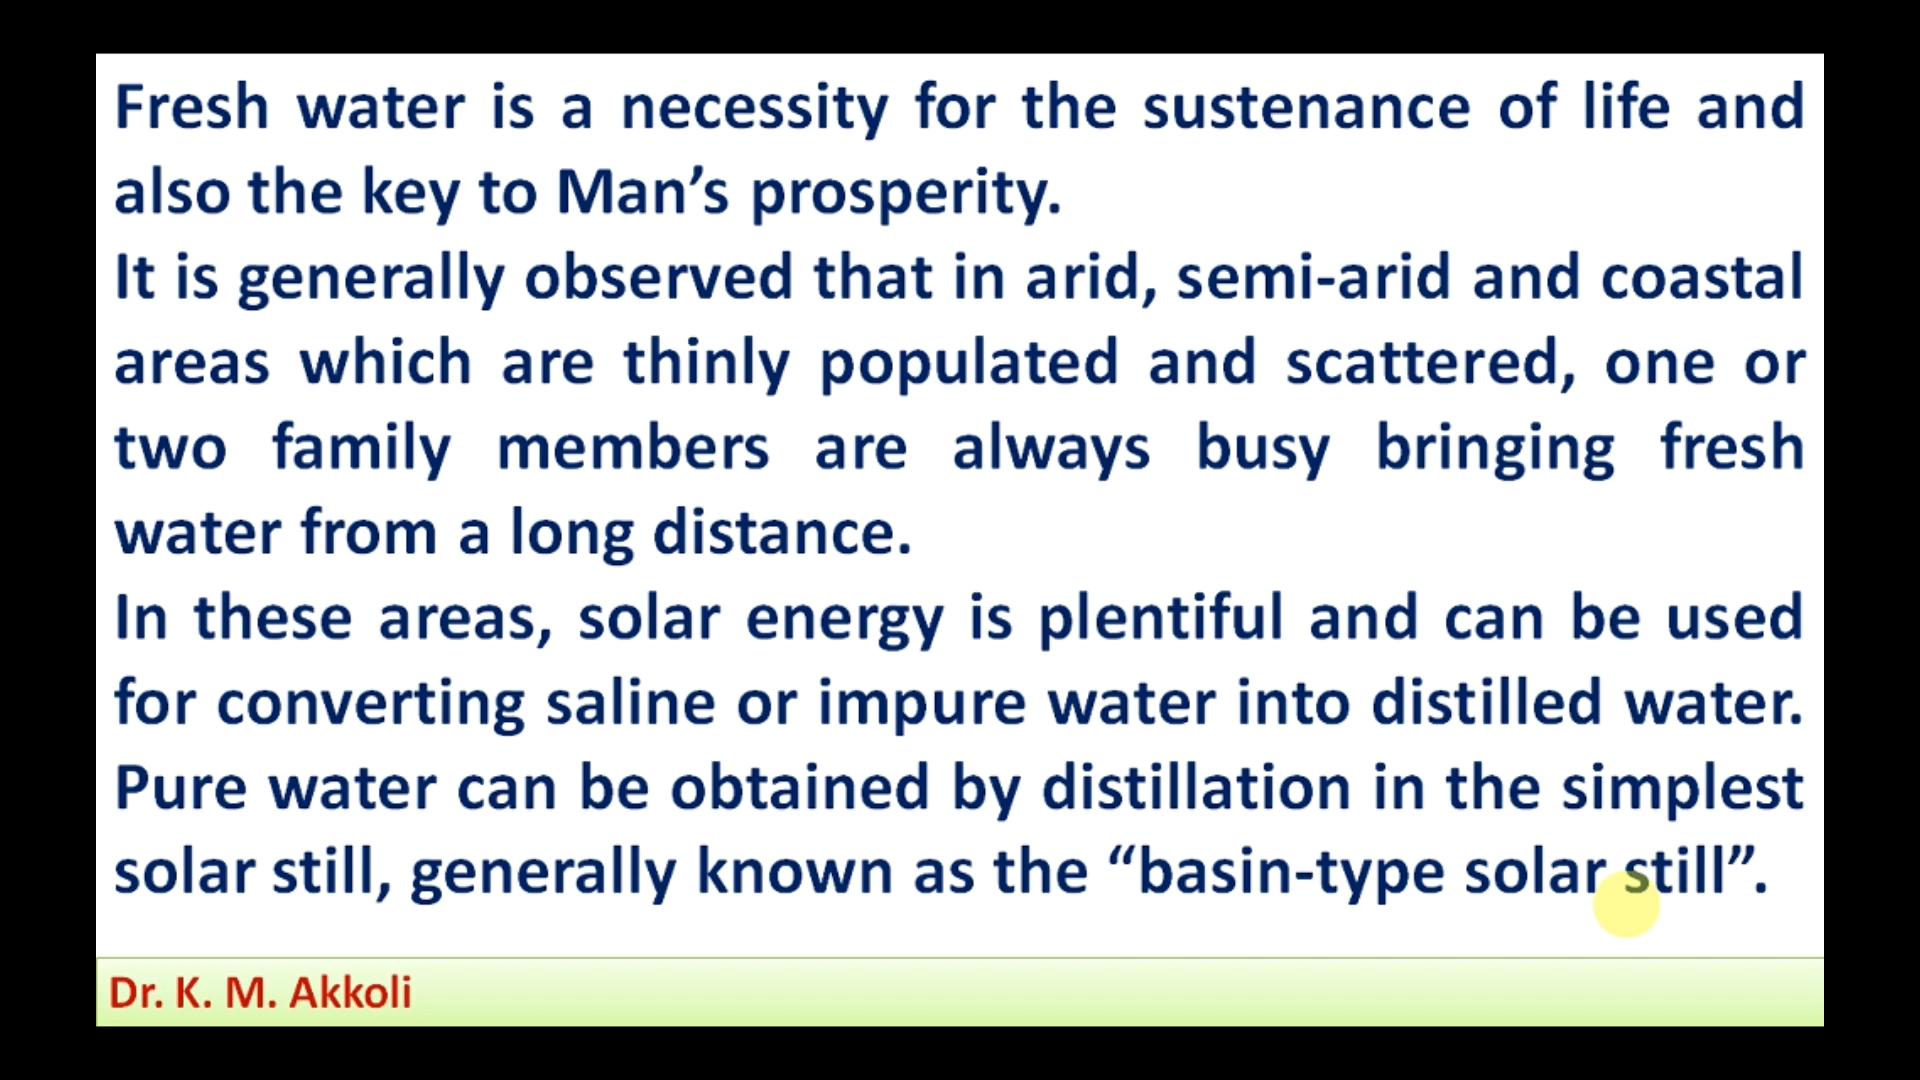 Fresh water is a necessity for the sustenance of life and
also the key to Man’s prosperity.
It is generally observed that in arid, semi-arid and coastal
areas which are thinly populated and scattered, one or
two family members are always busy bringing fresh
water from a long distance.
In these areas, solar energy is plentiful and can be used
for converting saline or impure water into distilled water.
Pure water can be obtained by distillation in the simplest
solar still, generally known as the “basin-type solar still”.
Dr. K. M. Akkoli